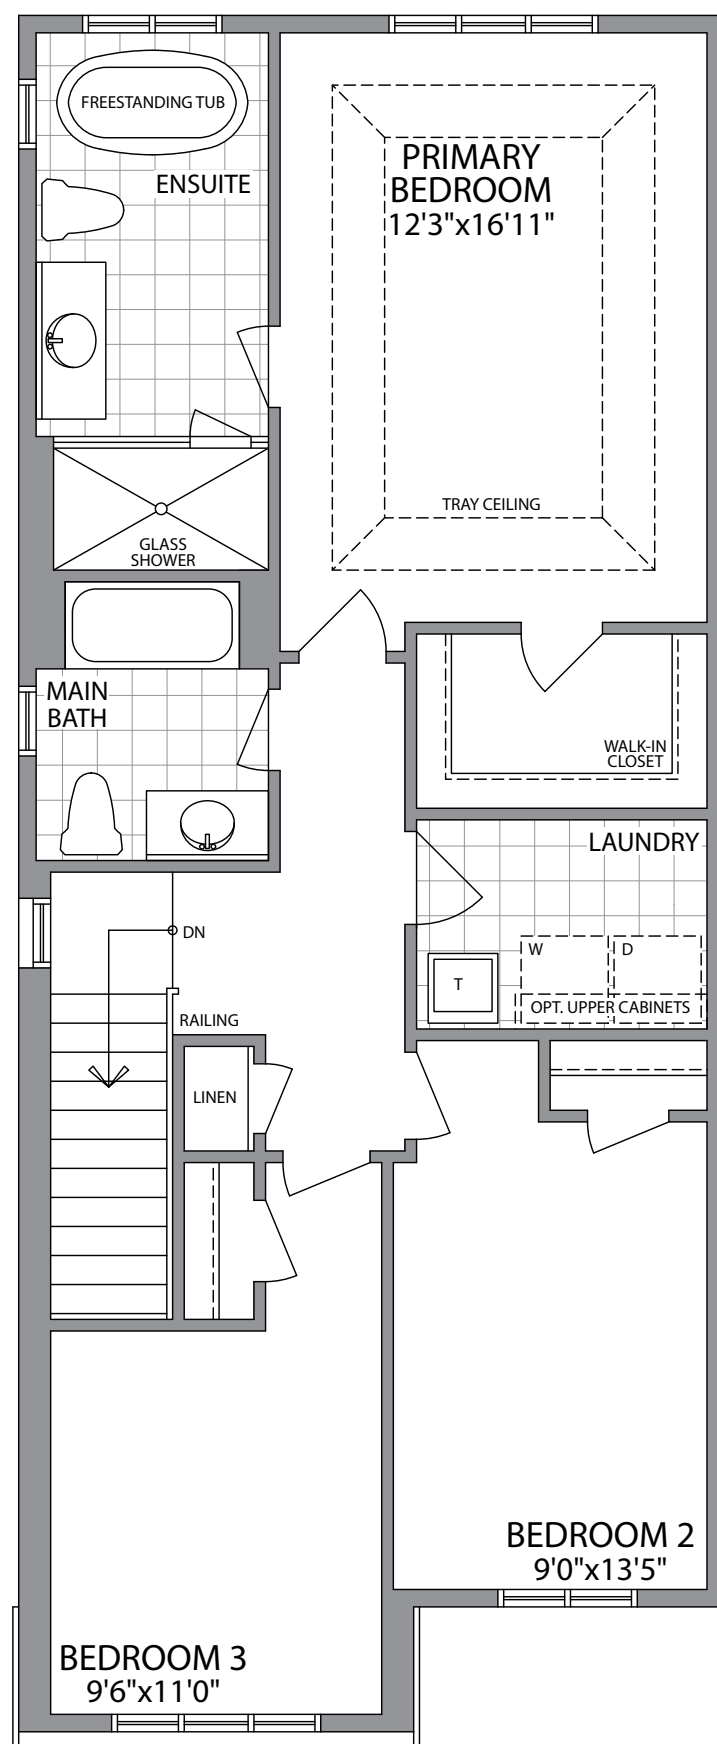 FREESTANDING TUB
ENSUITE
PRIMARY
BEDROOM
12'3"x16'11"
TRAY CEILING
GLASS
SHOWER
MAIN
BATH
WALK-IN
CLOSET
LAUNDRY
DN
W
D
T
OPT. UPPER CABINETS
RAILING
LINEN
BEDROOM 2
9'0"x13'5"
BEDROOM 3
9'6"x11'0"